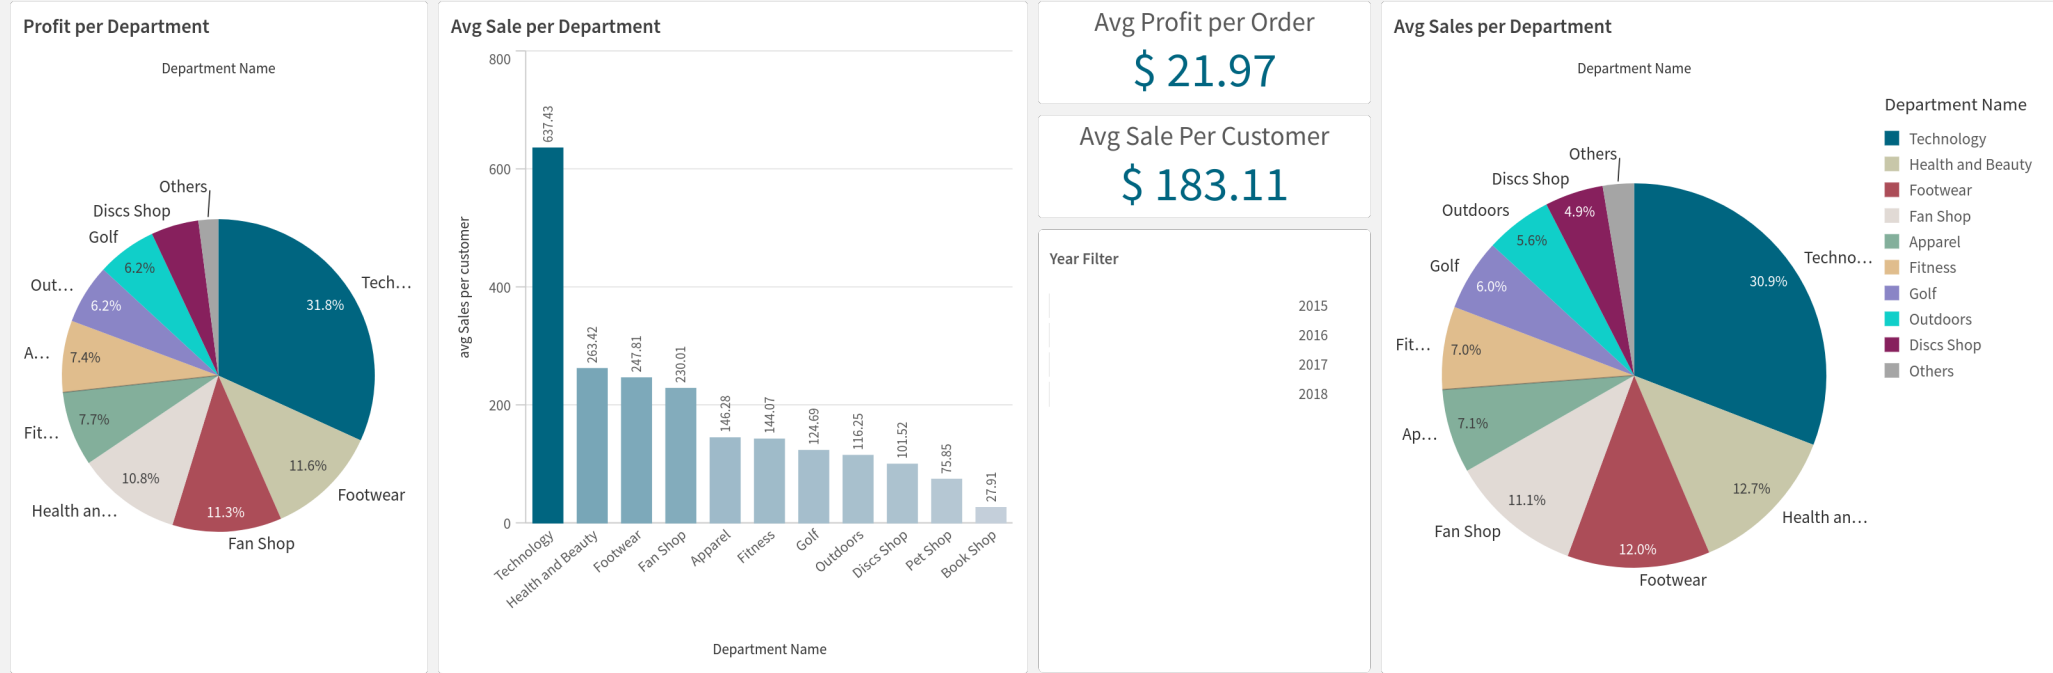 Profit per Department
Department Name
Others
Discs Shop
Golf
6.2%
Out...
6.2%
Tech...
31.8%
A...
7.4%
Fit...
7.7%
Health an...
10.8%
11.3%
Fan Shop
11.6%
Footwear
Avg Sale per Department
avg Sales per customer
800
600
400
200
0
637.43
263.42
247.81
230.01
146.28
144.07
124.69
116.25
101.52
75.85
27.91
Technology
Health and Beauty
Footwear
Fan Shop
Apparel
Fitness
Golf
Outdoors
Discs Shop
Pet Shop
Book Shop
Department Name
Avg Profit per Order
$ 21.97
Avg Sale Per Customer
$ 183.11
Year Filter
2015
2016
2017
2018
Avg Sales per Department
Department Name
Others
Discs Shop
4.9%
Outdoors
5.6%
Golf
6.0%
Techno...
30.9%
Fit...
7.0%
Ap...
7.1%
Fan Shop
11.1%
12.0%
Footwear
12.7%
Health an...
Department Name
Technology
Health and Beauty
Footwear
Fan Shop
Apparel
Fitness
Golf
Outdoors
Discs Shop
Others